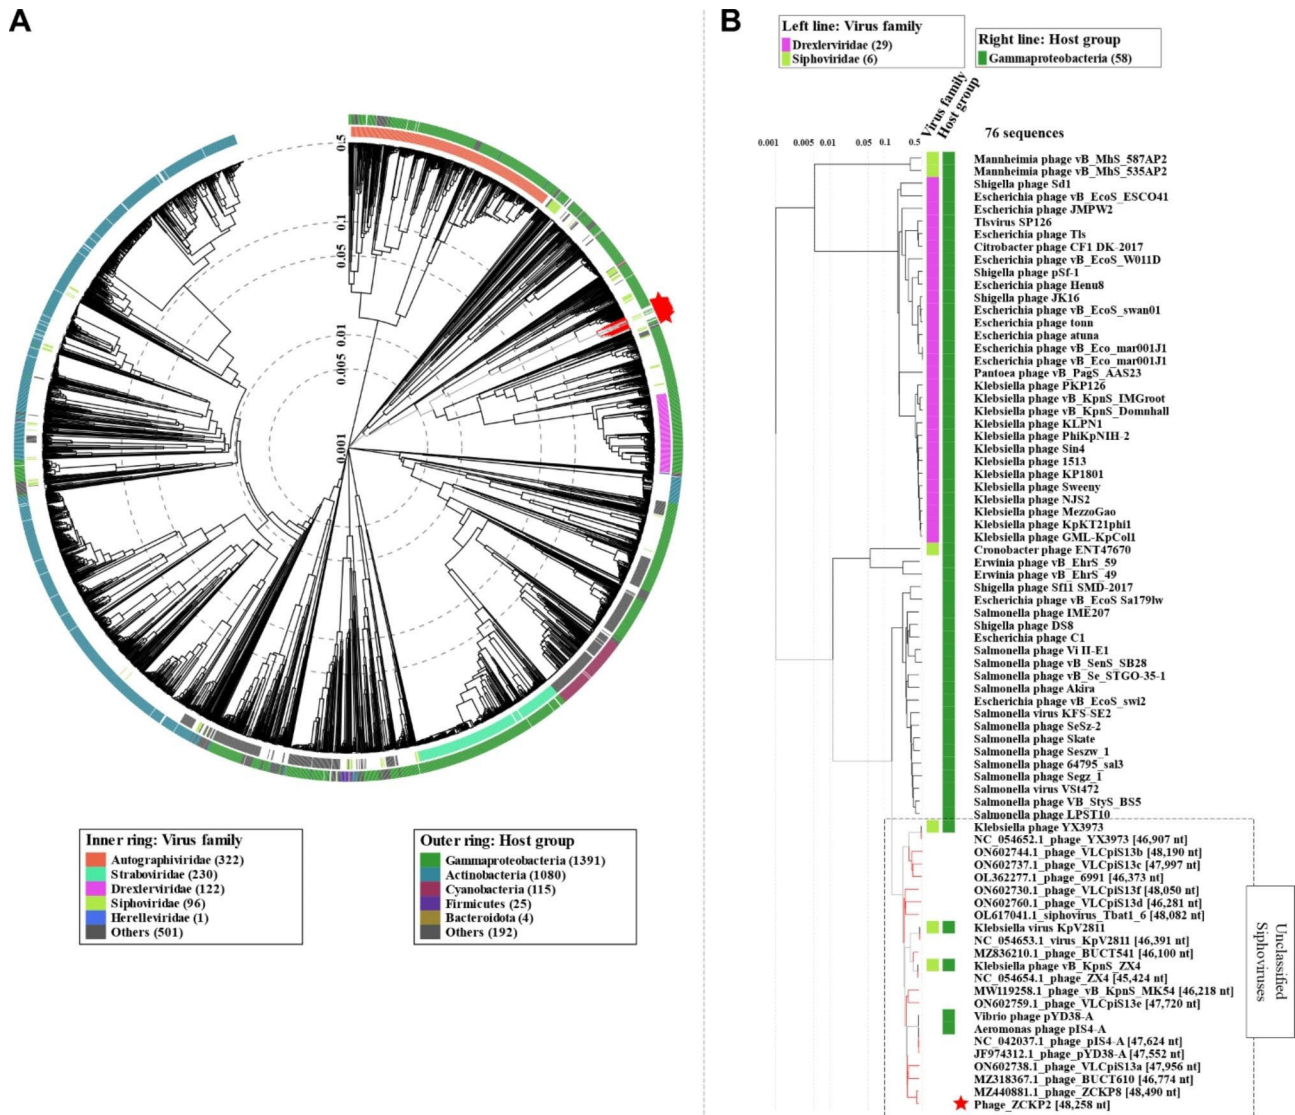 A
0.5
0.1
0.05
0.01
0.005
0.001
Inner ring: Virus family
Autographiviridae (322)
Straboviridae (230)
Drexlerviridae (122)
Siphoviridae (96)
Herelleviridae (1)
Others (501)
Outer ring: Host group
Gammaproteobacteria (1391)
Actinobacteria (1080)
Cyanobacteria (115)
Firmicutes (25)
Bacteroidota (4)
Others (192)
B
Left line: Virus family
Drexlerviridae (29)
Siphoviridae (6)
Right line: Host group
Gammaproteobacteria (58)
Virus family
Host group
76 sequences
0.001 0.005 0.01 0.05 0.1 0.5
Mannheimia phage vB_MhS_587AP2
Mannheimia phage vB_MhS_535AP2
Shigella phage Sd1
Escherichia phage vB_EcoS_ESCO41
Escherichia phage JMPW2
Tlsvirus SP126
Escherichia phage Tls
Citrobacter phage CF1 DK-2017
Escherichia phage vB_EcoS_W011D
Shigella phage pSf-1
Escherichia phage Henu8
Shigella phage JK16
Escherichia phage vB_EcoS_swan01
Escherichia phage tonn
Escherichia phage atuna
Escherichia phage vB_Eco_mar001J1
Escherichia phage vB_Eco_mar001J1
Pantoea phage vB_PagS_AAS23
Klebsiella phage PKP126
Klebsiella phage vB_KpnS_IMGroot
Klebsiella phage vB_KpnS_Domnhall
Klebsiella phage KLPN1
Klebsiella phage PhiKpNIH-2
Klebsiella phage Sin4
Klebsiella phage 1513
Klebsiella phage KP1801
Klebsiella phage Sweeny
Klebsiella phage NJS2
Klebsiella phage MezzoGao
Klebsiella phage KpKT21phi1
Klebsiella phage GML-KpCol1
Cronobacter phage ENT47670
Erwinia phage vB_EhrS_59
Erwinia phage vB_EhrS_49
Shigella phage Sf11 SMD-2017
Escherichia phage vB_EcoS Sa179lw
Salmonella phage IME207
Shigella phage DS8
Escherichia phage C1
Salmonella phage Vi II-E1
Salmonella phage vB_SenS_SB28
Salmonella phage vB_Se_STGO-35-1
Salmonella phage Akira
Escherichia phage vB_EcoS_swi2
Salmonella virus KFS-SE2
Salmonella phage SeSz-2
Salmonella phage Skate
Salmonella phage Seszw_1
Salmonella phage 64795_sal3
Salmonella phage Segz_1
Salmonella virus VSt472
Salmonella phage VB_StyS_BS5
Salmonella phage LPST10
Klebsiella phage YX3973
NC_054652.1_phage_YX3973 [46,907 nt]
ON602744.1_phage_VLCpiS13b [48,190 nt]
ON602737.1_phage_VLCpiS13c [47,997 nt]
OL362277.1_phage_6991 [46,373 nt]
ON602730.1_phage_VLCpiS13f [48,050 nt]
ON602760.1_phage_VLCpiS13d [46,281 nt]
OL617041.1_siphovirus_Tbat1_6 [48,082 nt]
Klebsiella virus KpV2811
NC_054653.1_virus_KpV2811 [46,391 nt]
MZ836210.1_phage_BUCT541 [46,100 nt]
Klebsiella phage vB_KpnS_ZX4
NC_054654.1_phage_ZX4 [45,424 nt]
MW119258.1_phage_vB_KpnS_MK54 [46,218 nt]
ON602759.1_phage_VLCpiS13e [47,720 nt]
Vibrio phage pYD38-A
Aeromonas phage pIS4-A
NC_042037.1_phage_pIS4-A [47,624 nt]
JF974312.1_phage_pYD38-A [47,552 nt]
ON602738.1_phage_VLCpiS13a [47,956 nt]
MZ318367.1_phage_BUCT610 [46,774 nt]
MZ440881.1_phage_ZCKP8 [48,490 nt]
Phage_ZCKP2 [48,258 nt]
Unclassified
Siphoviruses